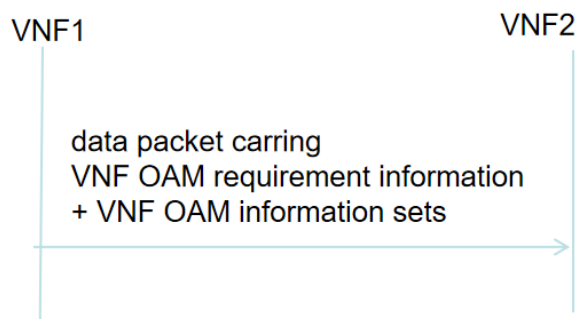 VNF1
VNF2
data packet carring
VNF OAM requirement information
+ VNF OAM information sets